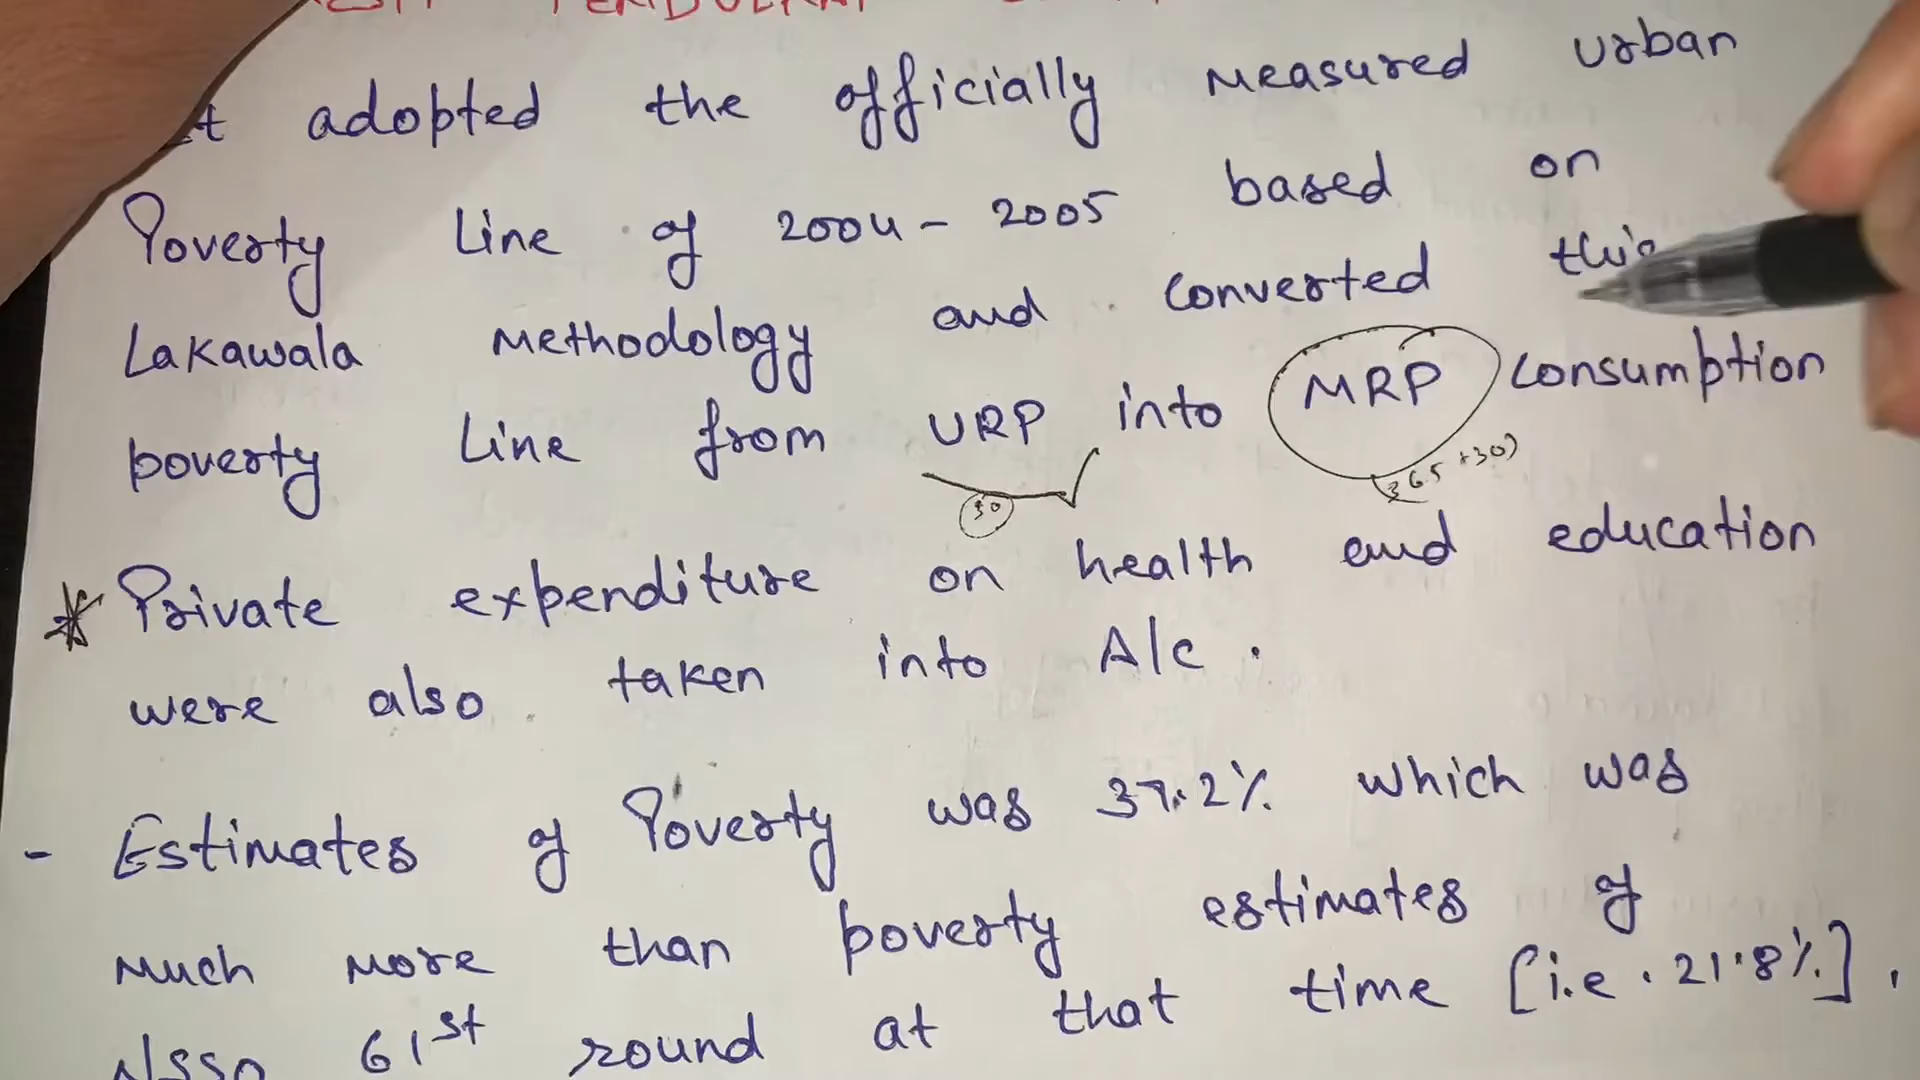 TENDULKAR
It adopted the officially measured urban
Poverty Line of 2004-2005 based on
Lakawala methodology and converted this
poverty Line from URP into MRP consumption
30 (365+30)
* Private expenditure on health and education
were also taken into A/c.
- Estimates of Poverty was 37.2% which was
much more than poverty estimates of
NSSO 61st round at that time [i.e. 21.8%].